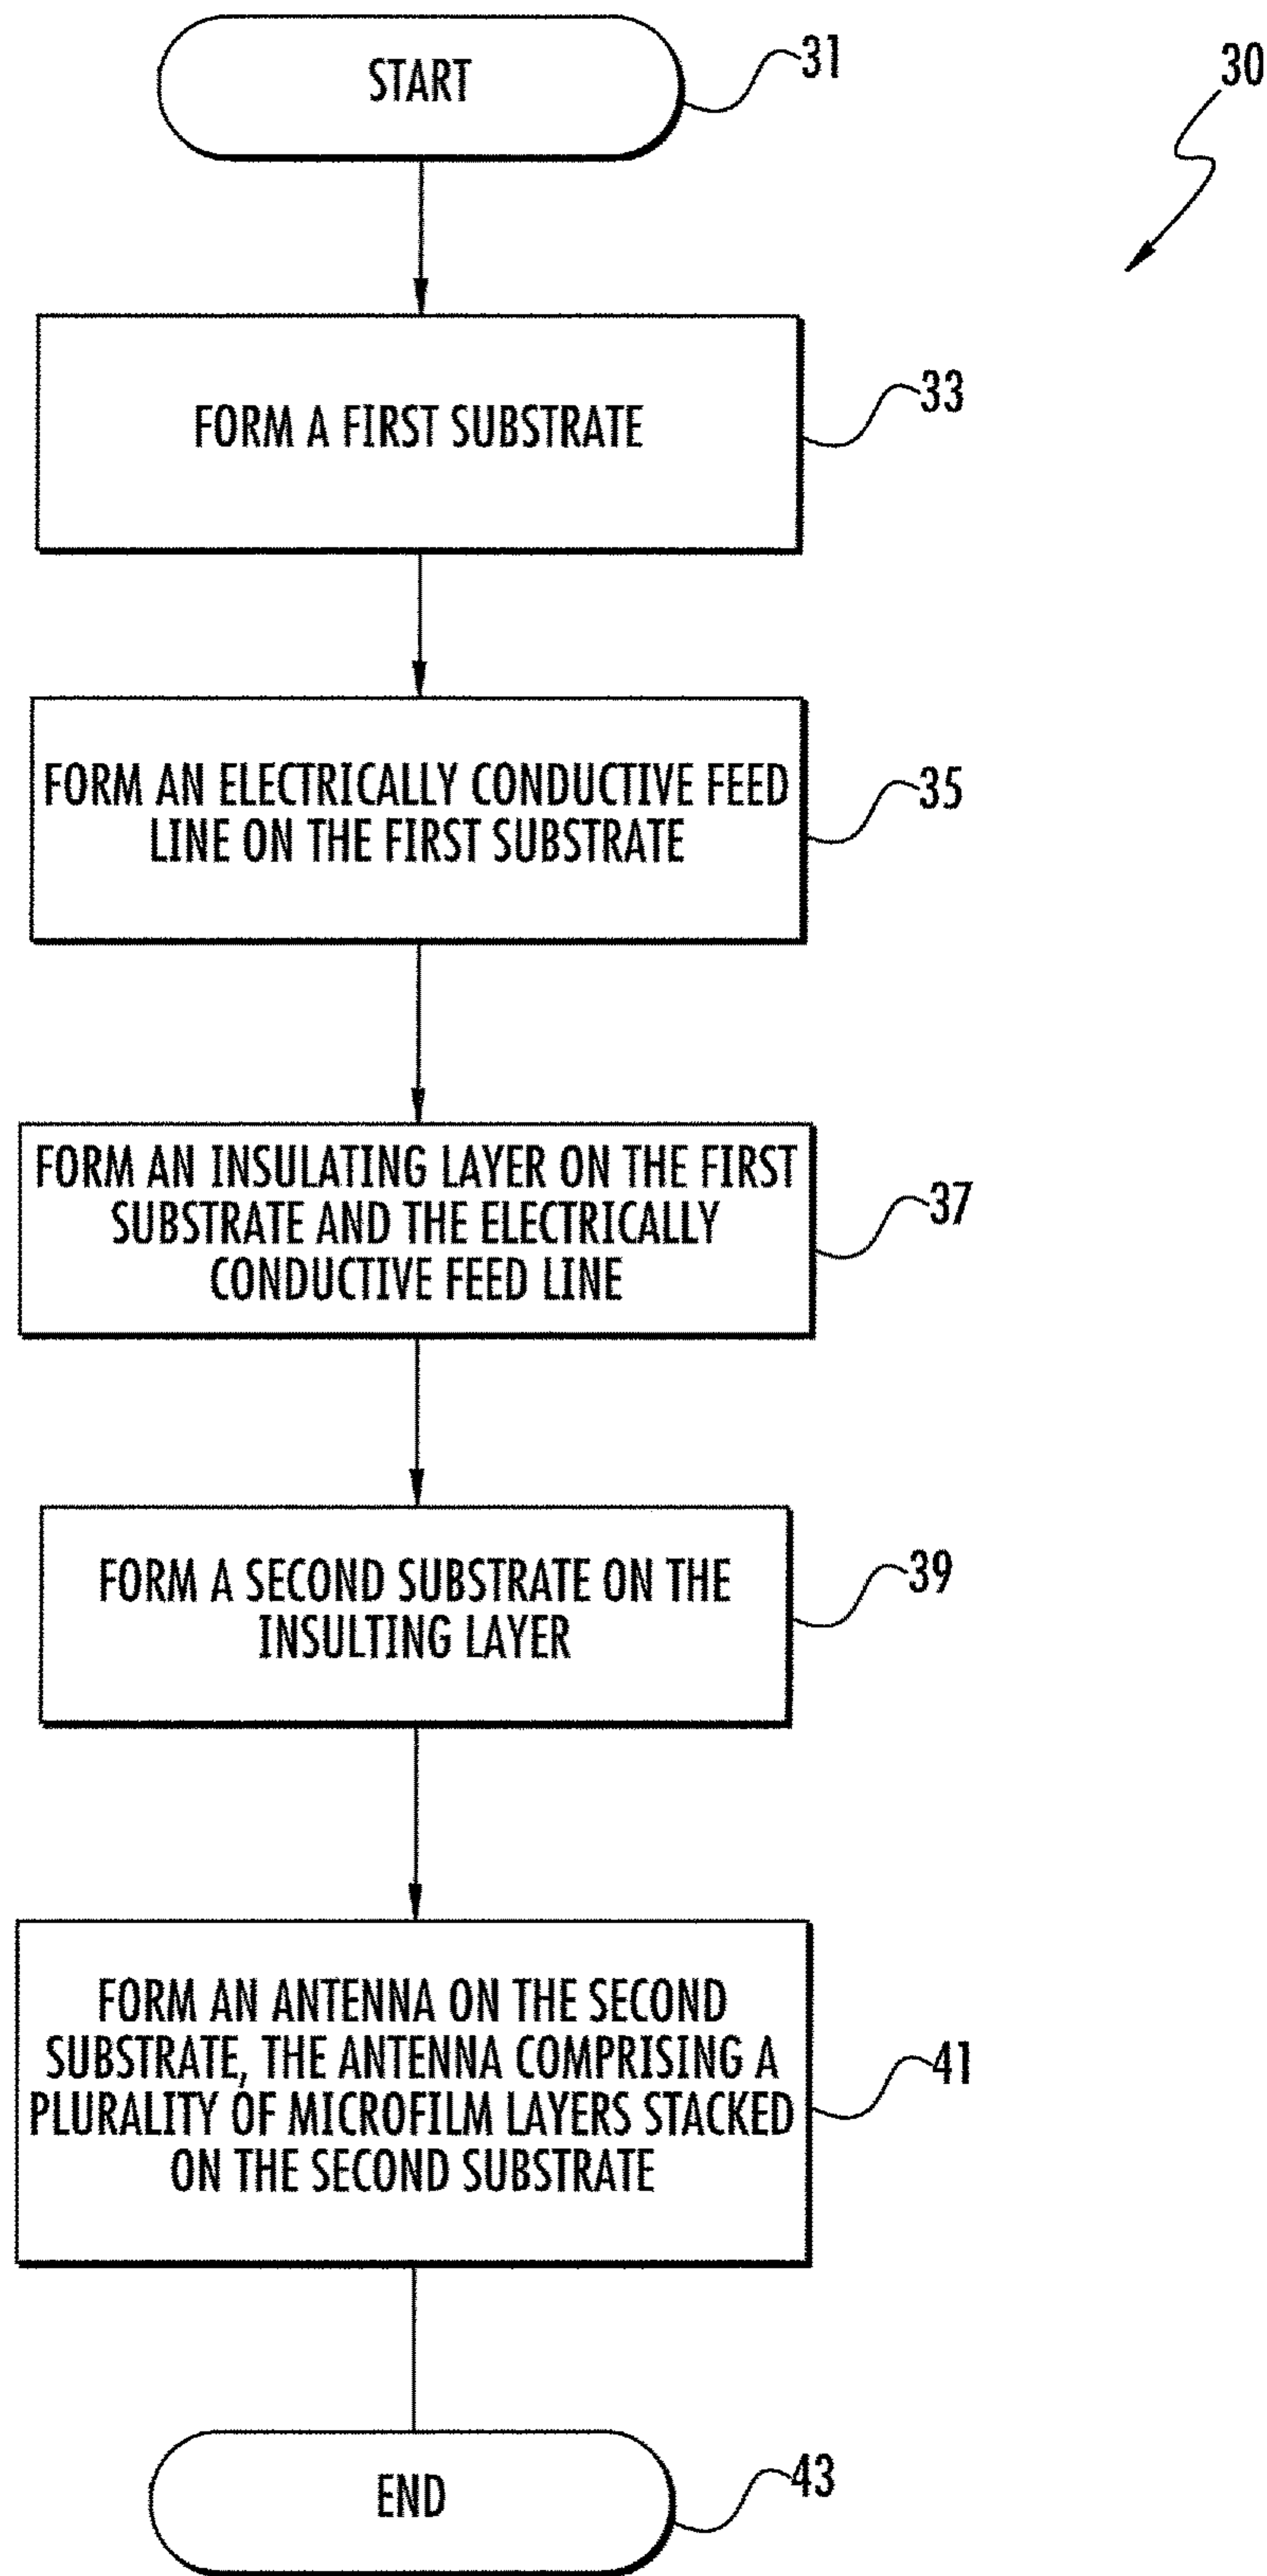 START
31
30
FORM A FIRST SUBSTRATE
33
FORM AN ELECTRICALLY CONDUCTIVE FEED
LINE ON THE FIRST SUBSTRATE
35
FORM AN INSULATING LAYER ON THE FIRST
SUBSTRATE AND THE ELECTRICALLY
CONDUCTIVE FEED LINE
37
FORM A SECOND SUBSTRATE ON THE
INSULTING LAYER
39
FORM AN ANTENNA ON THE SECOND
SUBSTRATE, THE ANTENNA COMPRISING A
PLURALITY OF MICROFILM LAYERS STACKED
ON THE SECOND SUBSTRATE
41
END
43